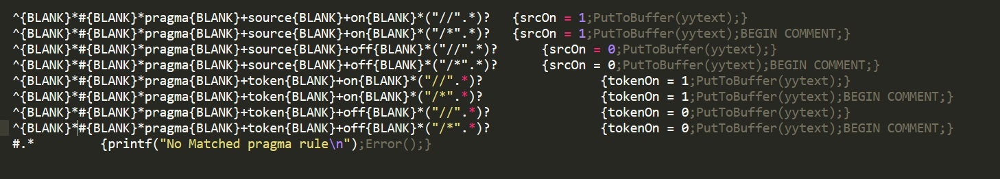 ^{BLANK}*#{BLANK}*pragma{BLANK}+source{BLANK}+on{BLANK}*("//".*)?   {srcOn = 1;PutToBuffer(yytext);}
^{BLANK}*#{BLANK}*pragma{BLANK}+source{BLANK}+on{BLANK}*("/*".*)?   {srcOn = 1;PutToBuffer(yytext);BEGIN COMMENT;}
^{BLANK}*#{BLANK}*pragma{BLANK}+source{BLANK}+off{BLANK}*("//".*)?      {srcOn = 0;PutToBuffer(yytext);}
^{BLANK}*#{BLANK}*pragma{BLANK}+source{BLANK}+off{BLANK}*("/*".*)?      {srcOn = 0;PutToBuffer(yytext);BEGIN COMMENT;}
^{BLANK}*#{BLANK}*pragma{BLANK}+token{BLANK}+on{BLANK}*("//".*)?                {tokenOn = 1;PutToBuffer(yytext);}
^{BLANK}*#{BLANK}*pragma{BLANK}+token{BLANK}+on{BLANK}*("/*".*)?                {tokenOn = 1;PutToBuffer(yytext);BEGIN COMMENT;}
^{BLANK}*#{BLANK}*pragma{BLANK}+token{BLANK}+off{BLANK}*("//".*)?               {tokenOn = 0;PutToBuffer(yytext);}
^{BLANK}*#{BLANK}*pragma{BLANK}+token{BLANK}+off{BLANK}*("/*".*)?               {tokenOn = 0;PutToBuffer(yytext);BEGIN COMMENT;}
#.*         {printf("No Matched pragma rule\n");Error();}